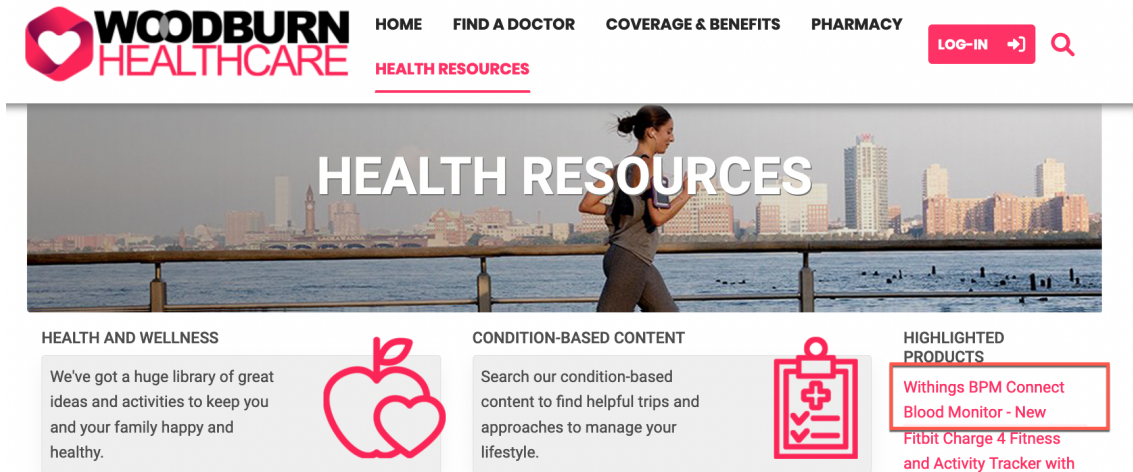 WOODBURN
HEALTHCARE
HOME FIND A DOCTOR COVERAGE & BENEFITS PHARMACY
HEALTH RESOURCES
LOG-IN
HEALTH RESOURCES
HEALTH AND WELLNESS
We've got a huge library of great
ideas and activities to keep you
and your family happy and
healthy.
CONDITION-BASED CONTENT
Search our condition-based
content to find helpful trips and
approaches to manage your
lifestyle.
HIGHLIGHTED
PRODUCTS
Withings BPM Connect
Blood Monitor - New
Fitbit Charge 4 Fitness
and Activity Tracker with